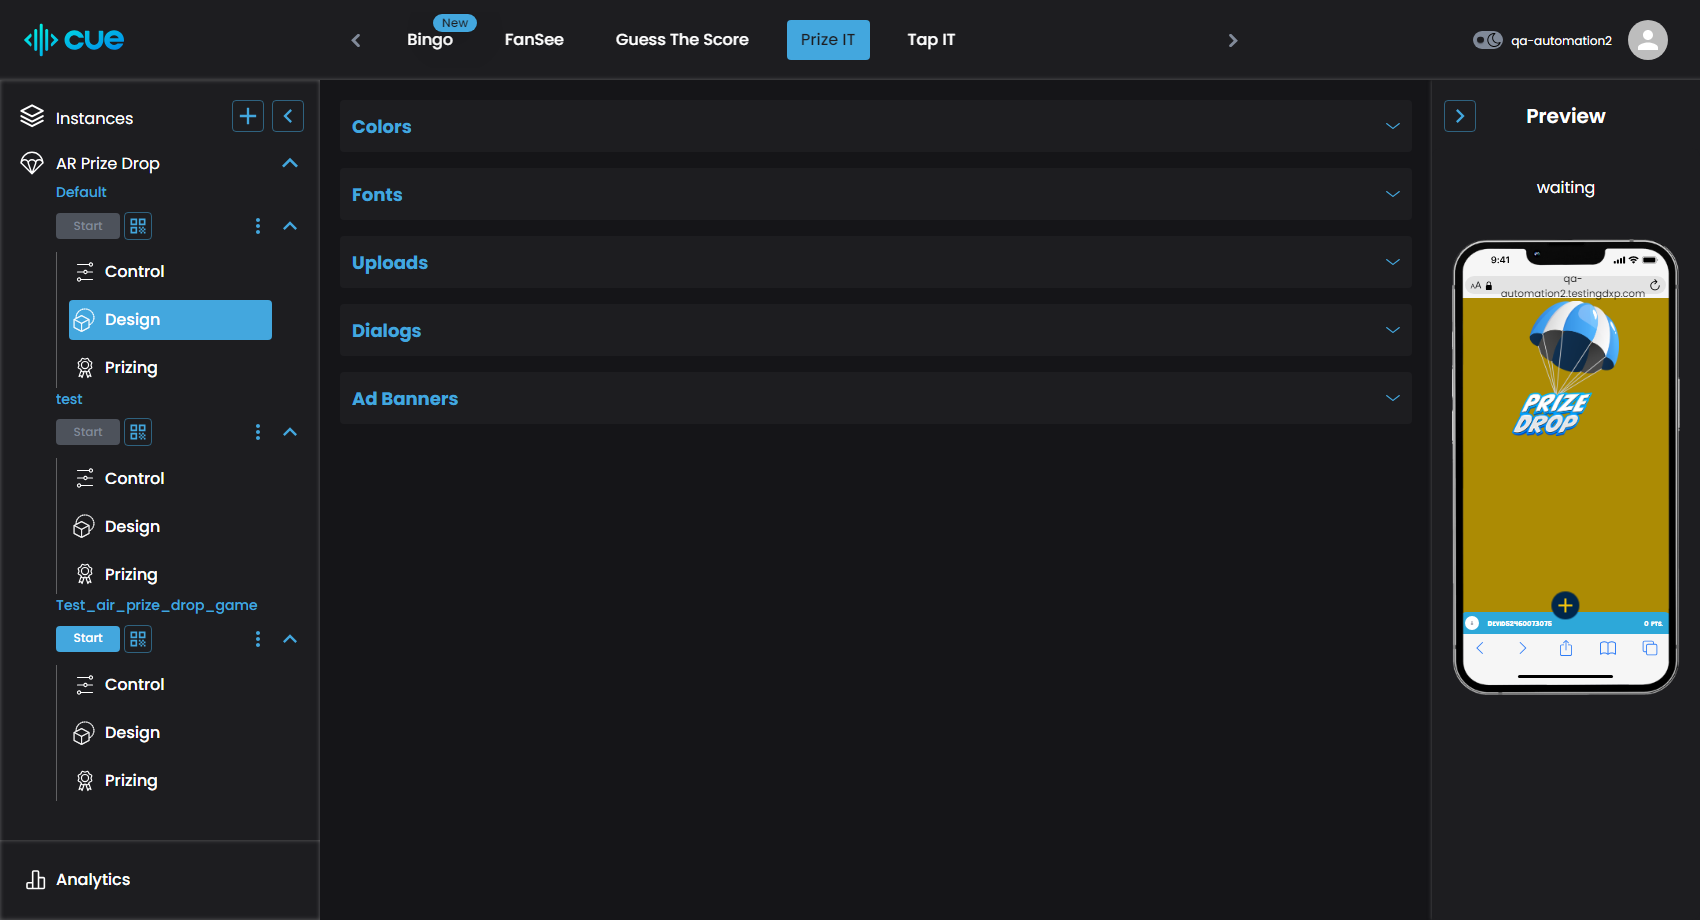 cue
New
Bingo
FanSee
Guess The Score
Prize IT
Tap IT
qa-automation2
Instances
AR Prize Drop
Default
Start
Control
Design
Prizing
test
Start
Control
Design
Prizing
Test_air_prize_drop_game
Start
Control
Design
Prizing
Analytics
Colors
Fonts
Uploads
Dialogs
Ad Banners
Preview
waiting
9:41
AA
qa-
automation2.testingdxp.com
PRIZE
DROP
0 PTS.